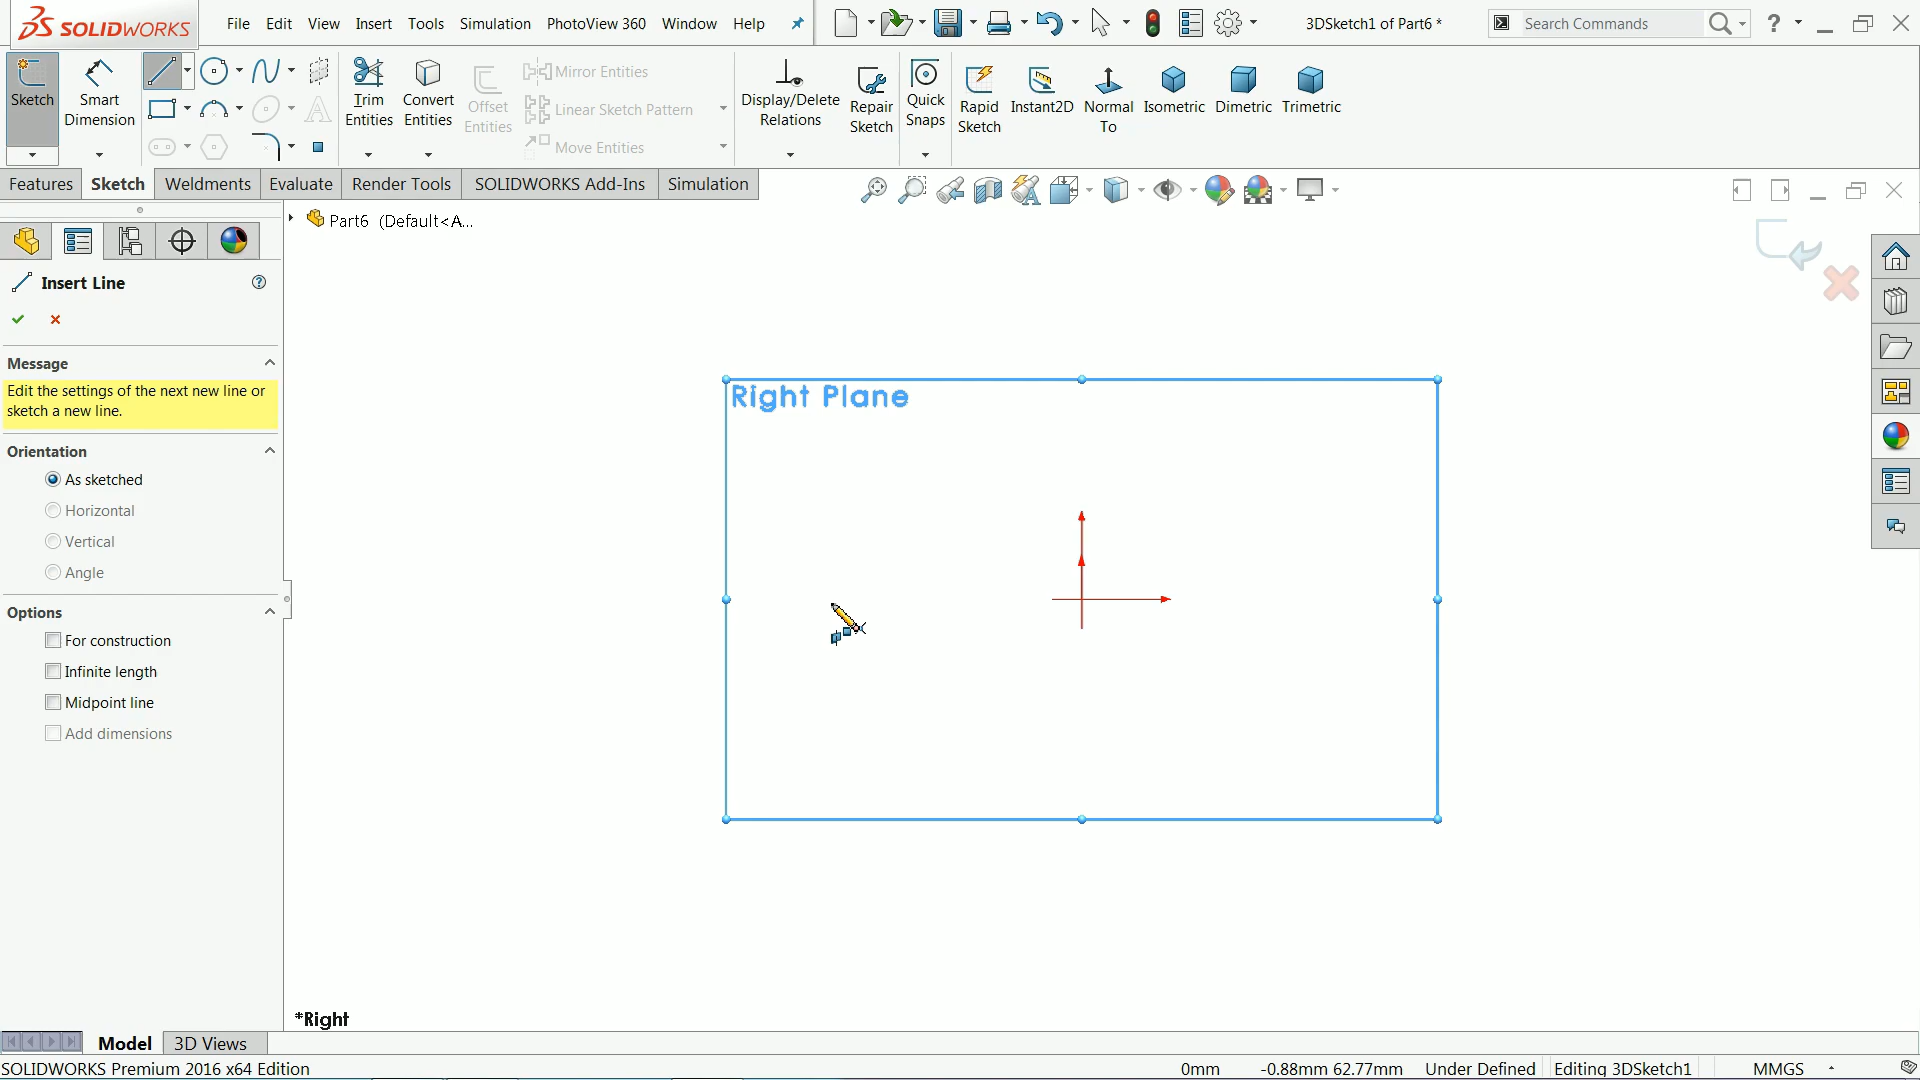 SOLIDWORKS File Edit View Insert Tools Simulation PhotoView 360 Window Help 3DSketch1 of Part6 * Search Commands ?
Sketch Smart Dimension Trim Entities Convert Entities Offset Entities Mirror Entities Linear Sketch Pattern Move Entities Display/Delete Relations Repair Sketch Quick Snaps Rapid Sketch Instant2D Normal To Isometric Dimetric Trimetric
Features Sketch Weldments Evaluate Render Tools SOLIDWORKS Add-Ins Simulation
Part6 (Default<A...
Insert Line ?
Message
Edit the settings of the next new line or
sketch a new line.
Orientation
As sketched
Horizontal
Vertical
Angle
Options
For construction
Infinite length
Midpoint line
Add dimensions
Right Plane
*Right
Model 3D Views
SOLIDWORKS Premium 2016 x64 Edition 0mm -0.88mm 62.77mm Under Defined Editing 3DSketch1 MMGS